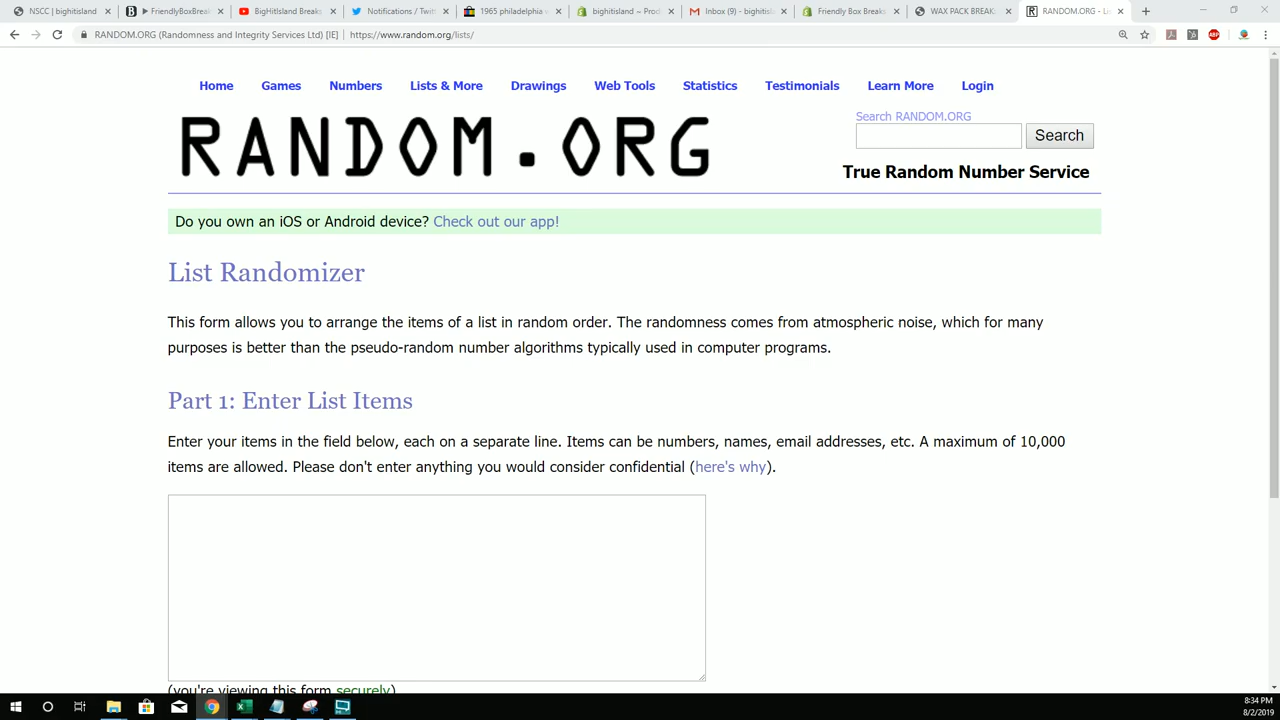 NSCC | bighitisland
FriendlyBoxBreak
BigHitIsland Breaks
Notifications / Twitt
1965 philadelphia
bighitisland ~ Prod
Inbox (9) - bighitisl
Friendly Box Breaks
WAX PACK BREAK
RANDOM.ORG - Li
RANDOM.ORG (Randomness and Integrity Services Ltd) [IE] | https://www.random.org/lists/
Home Games Numbers Lists & More Drawings Web Tools Statistics Testimonials Learn More Login
Search RANDOM.ORG
RANDOM.ORG
Search
True Random Number Service
Do you own an iOS or Android device? Check out our app!
List Randomizer
This form allows you to arrange the items of a list in random order. The randomness comes from atmospheric noise, which for many
purposes is better than the pseudo-random number algorithms typically used in computer programs.
Part 1: Enter List Items
Enter your items in the field below, each on a separate line. Items can be numbers, names, email addresses, etc. A maximum of 10,000
items are allowed. Please don't enter anything you would consider confidential (here's why).
(you're viewing this form securely)
8:34 PM
8/2/2019